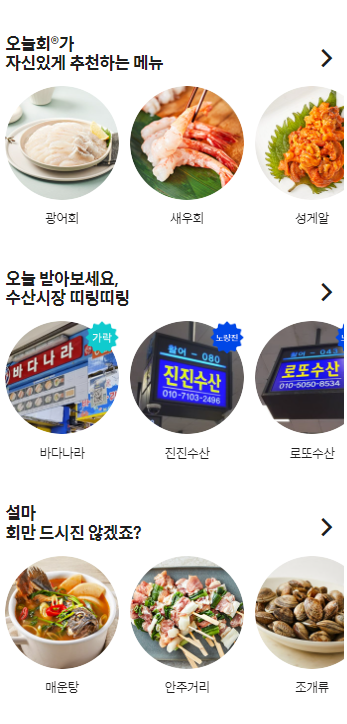 오늘회®가
자신있게 추천하는 메뉴
광어회
새우회
성게알
오늘 받아보세요,
수산시장 띠링띠링
가락
바다나라
노량진
활어 - 080
진진수산
010-7103-2496
로또수산
010-5050-8534
바다나라
진진수산
로또수산
설마
회만 드시진 않겠죠?
매운탕
안주거리
조개류